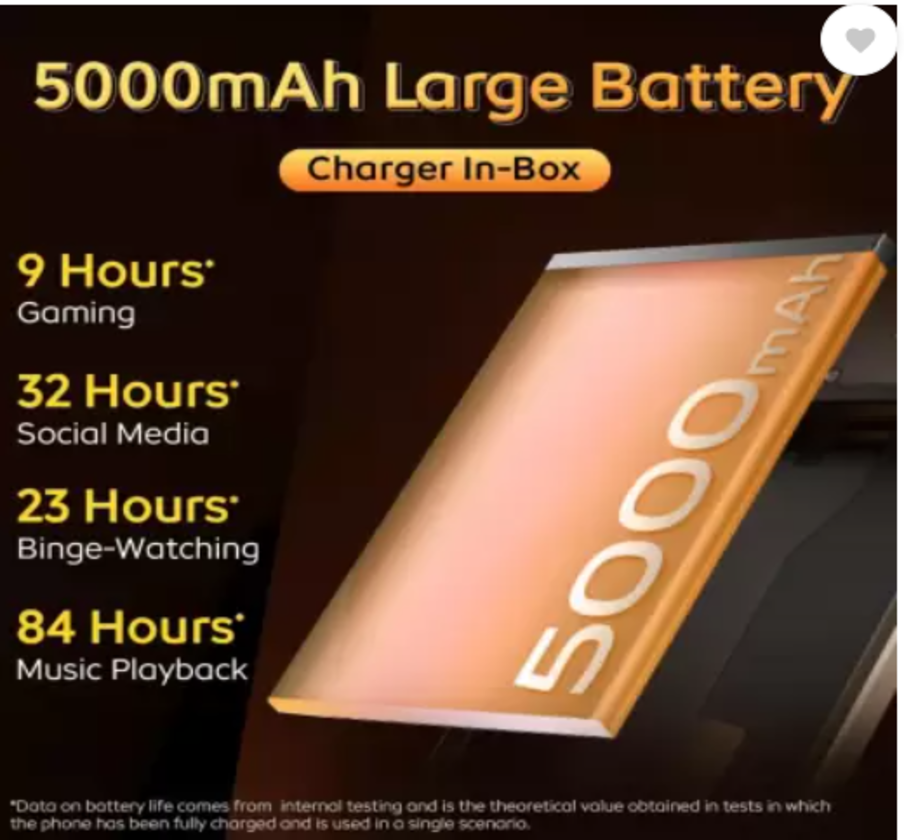 5000mAh Large Battery
Charger In-Box
9 Hours*
Gaming
32 Hours*
Social Media
23 Hours*
Binge-Watching
84 Hours*
Music Playback
5000mAh
*Data on battery life comes from internal testing and is the theoretical value obtained in tests in which
the phone has been fully charged and is used in a single scenario.